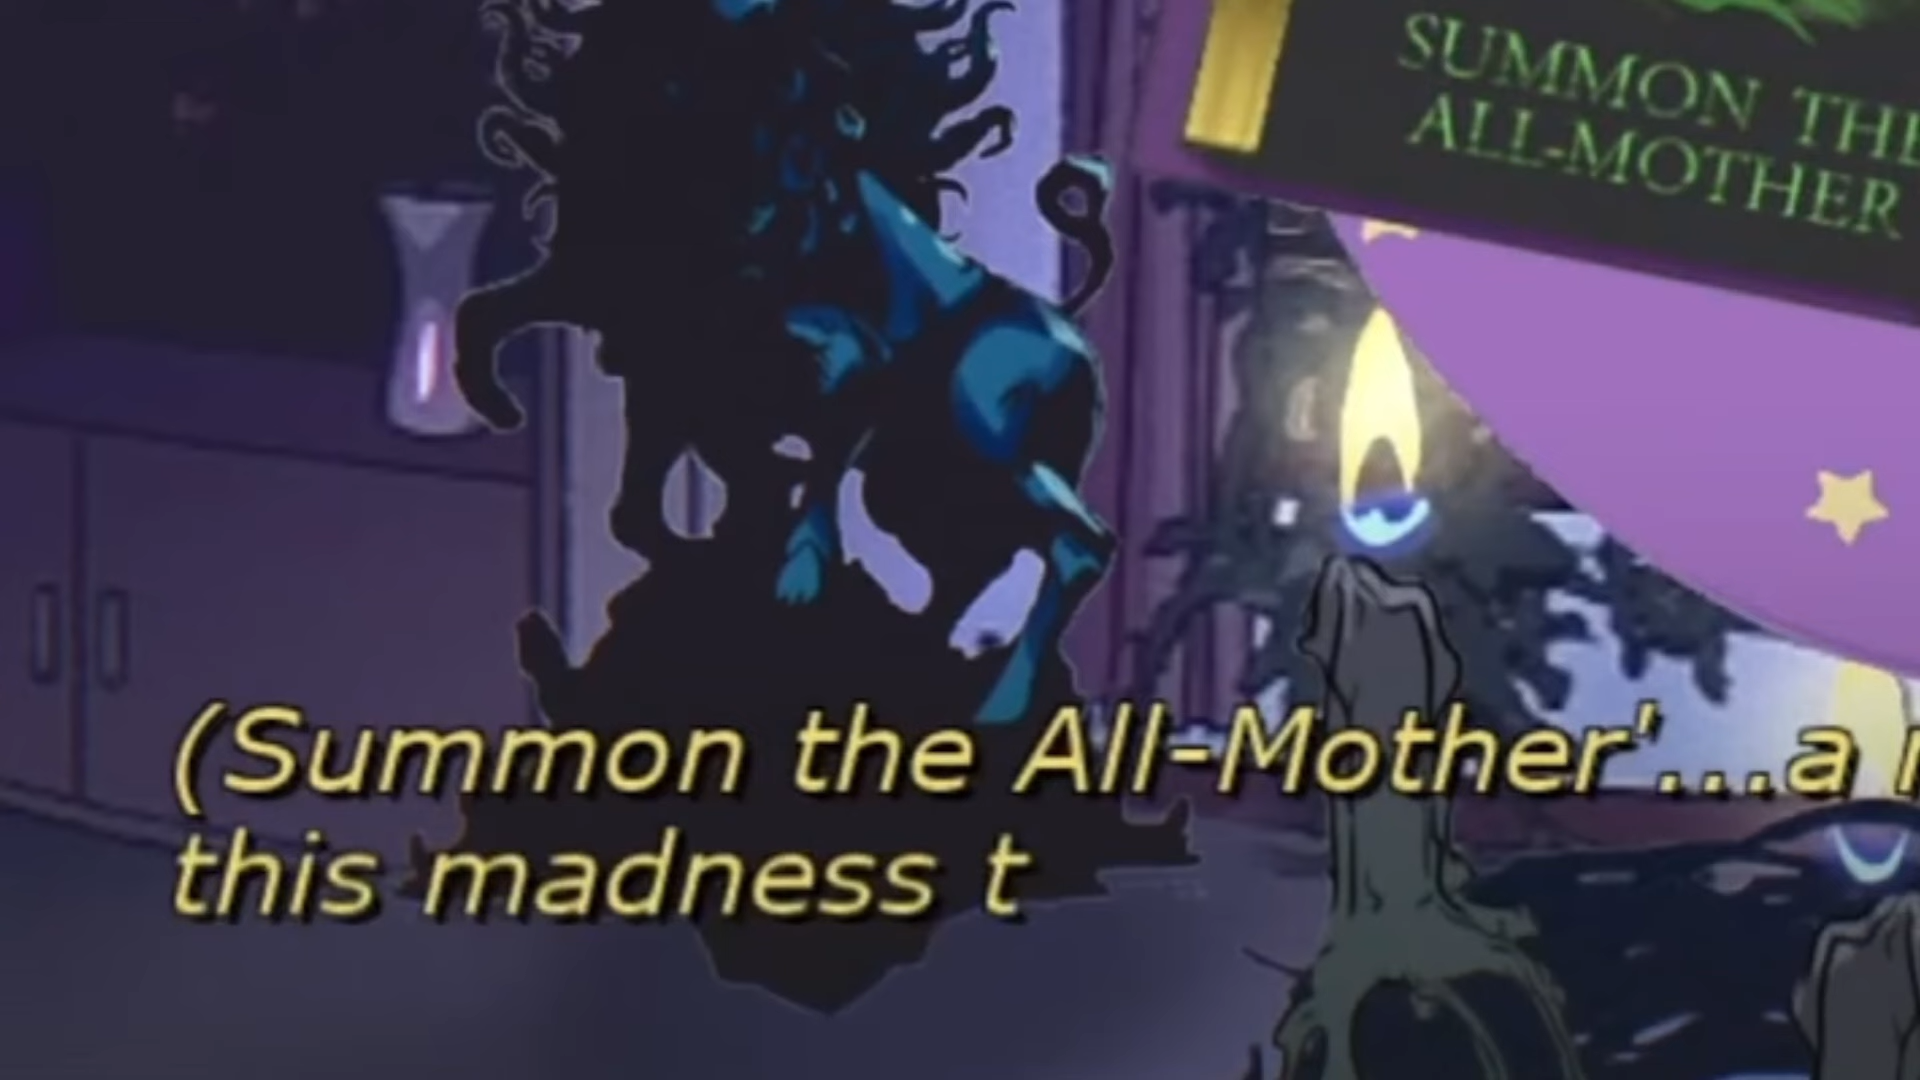 SUMMON THE
ALL-MOTHER
(Summon the All-Mother'...a
this madness t